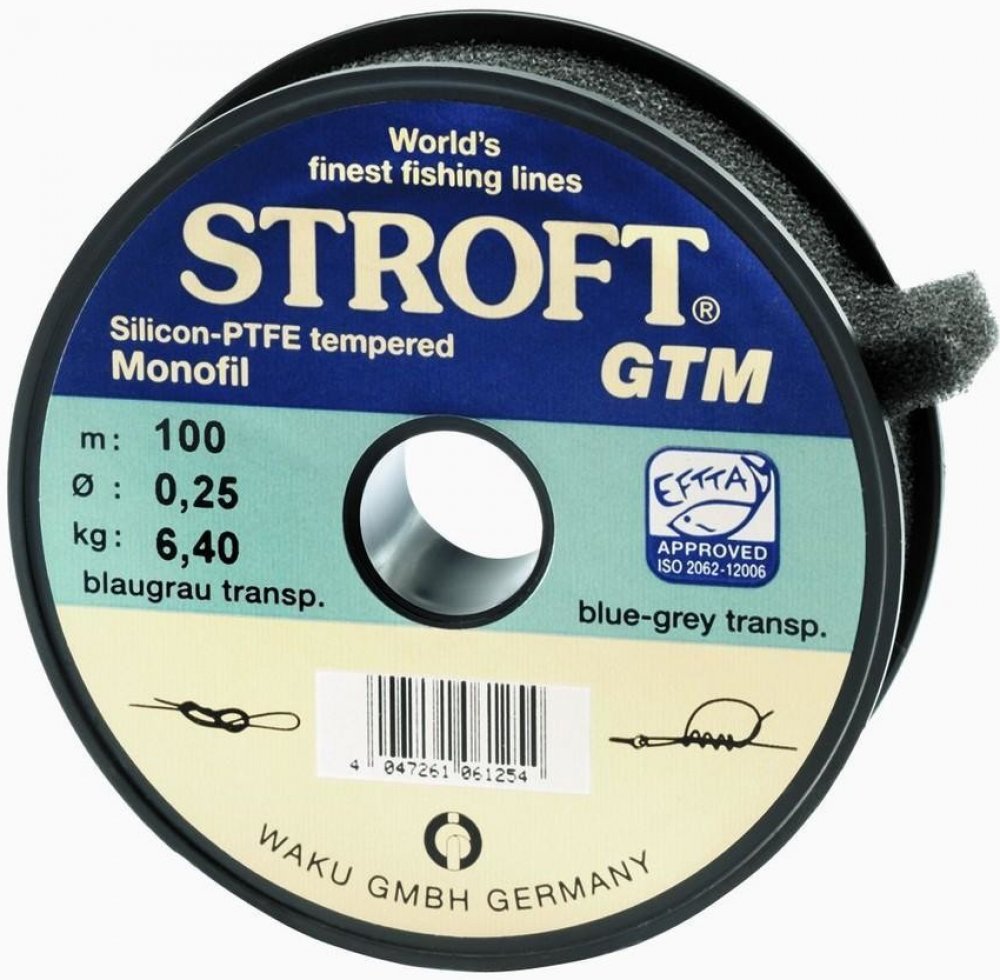 World's
finest fishing lines
STROFT®
Silicon-PTFE tempered
Monofil
GTM
m: 100
Ø : 0,25
kg: 6,40
blaugrau transp.
EFTTA
APPROVED
ISO 2062-12006
blue-grey transp.
4 047261 061254
WAKU GMBH GERMANY